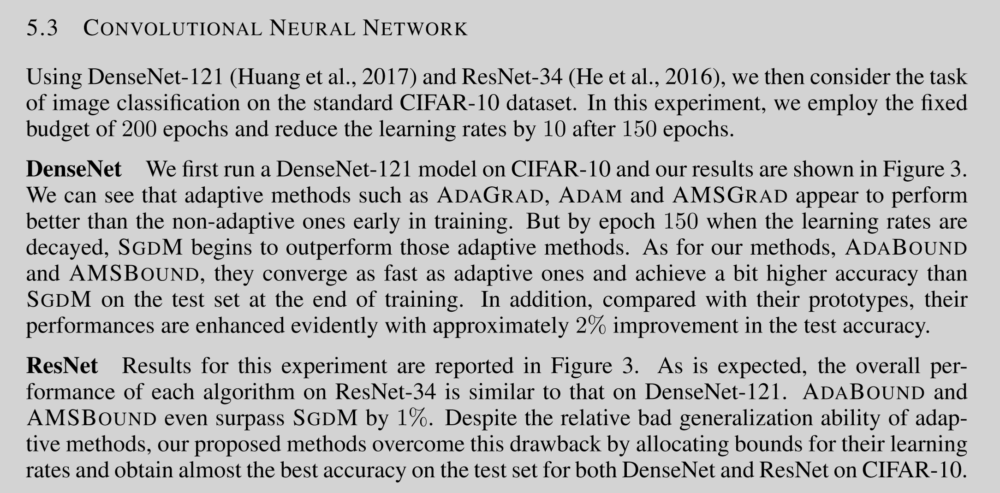 5.3 CONVOLUTIONAL NEURAL NETWORK
Using DenseNet-121 (Huang et al., 2017) and ResNet-34 (He et al., 2016), we then consider the task
of image classification on the standard CIFAR-10 dataset. In this experiment, we employ the fixed
budget of 200 epochs and reduce the learning rates by 10 after 150 epochs.
DenseNet We first run a DenseNet-121 model on CIFAR-10 and our results are shown in Figure 3.
We can see that adaptive methods such as ADAGRAD, ADAM and AMSGRAD appear to perform
better than the non-adaptive ones early in training. But by epoch 150 when the learning rates are
decayed, SGDM begins to outperform those adaptive methods. As for our methods, ADABOUND
and AMSBOUND, they converge as fast as adaptive ones and achieve a bit higher accuracy than
SGDM on the test set at the end of training. In addition, compared with their prototypes, their
performances are enhanced evidently with approximately 2% improvement in the test accuracy.
ResNet Results for this experiment are reported in Figure 3. As is expected, the overall per-
formance of each algorithm on ResNet-34 is similar to that on DenseNet-121. ADABOUND and
AMSBOUND even surpass SGDM by 1%. Despite the relative bad generalization ability of adap-
tive methods, our proposed methods overcome this drawback by allocating bounds for their learning
rates and obtain almost the best accuracy on the test set for both DenseNet and ResNet on CIFAR-10.